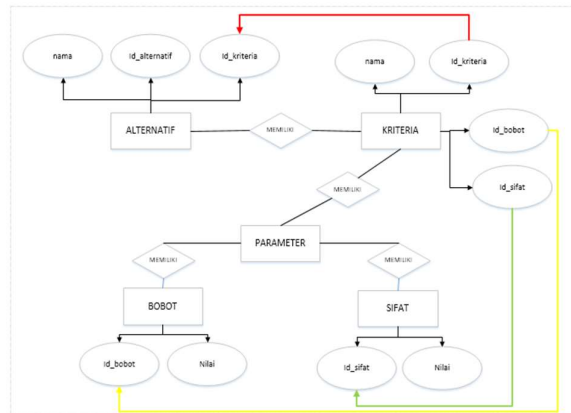 nama
Id_alternatif
Id_kriteria
nama
Id_kriteria
ALTERNATIF
MEMILIKI
KRITERIA
Id_bobot
Id_sifat
MEMILIKI
PARAMETER
MEMILIKI
MEMILIKI
BOBOT
SIFAT
Id_bobot
Nilai
Id_sifat
Nilai